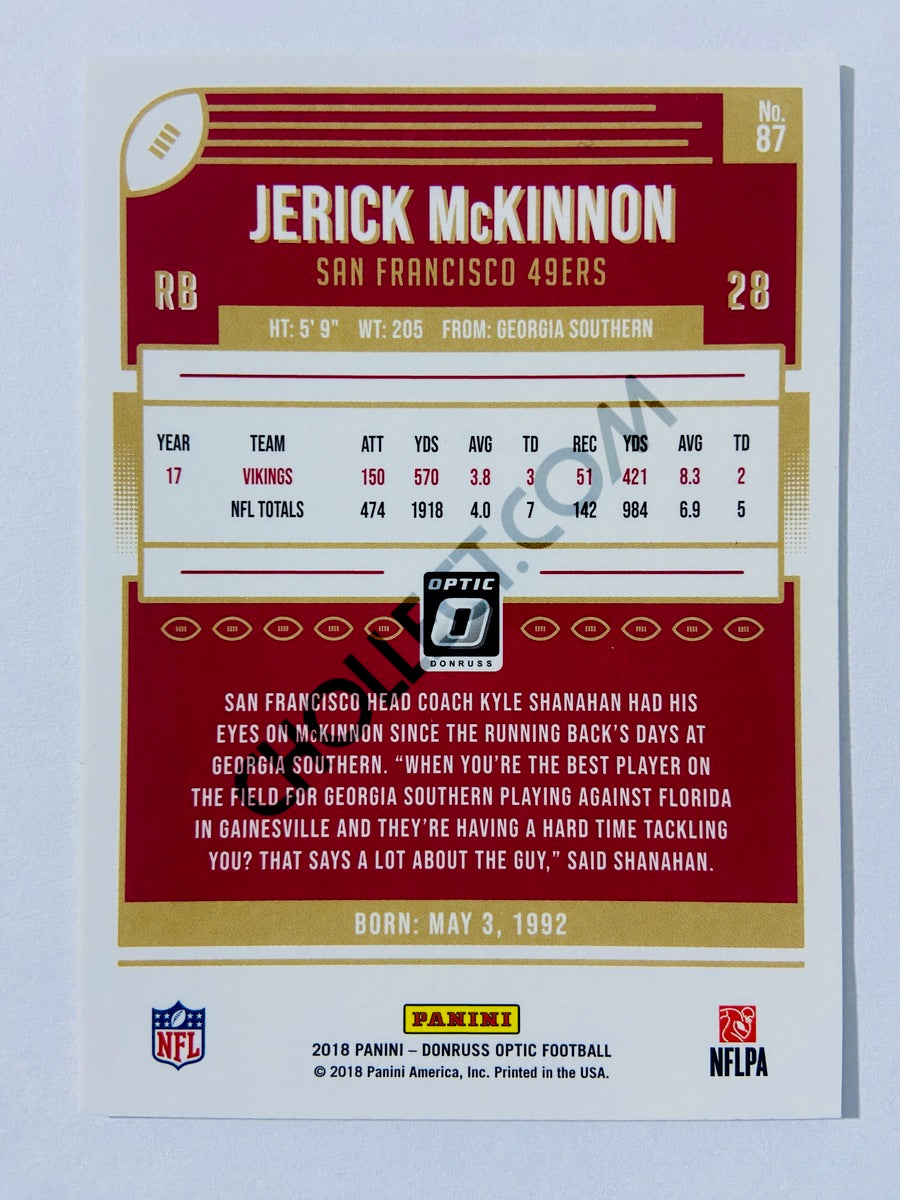 No.
87
JERICK McKINNON
SAN FRANCISCO 49ERS
RB
28
HT: 5' 9" WT: 205 FROM: GEORGIA SOUTHERN
YEAR TEAM ATT YDS AVG TD REC YDS AVG TD
17 VIKINGS 150 570 3.8 3 51 421 8.3 2
NFL TOTALS 474 1918 4.0 7 142 984 6.9 5
OPTIC
DONRUSS
SAN FRANCISCO HEAD COACH KYLE SHANAHAN HAD HIS
EYES ON McKINNON SINCE THE RUNNING BACK'S DAYS AT
GEORGIA SOUTHERN. “WHEN YOU'RE THE BEST PLAYER ON
THE FIELD FOR GEORGIA SOUTHERN PLAYING AGAINST FLORIDA
IN GAINESVILLE AND THEY'RE HAVING A HARD TIME TACKLING
YOU? THAT SAYS A LOT ABOUT THE GUY,” SAID SHANAHAN.
BORN: MAY 3, 1992
NFL
PANINI
NFLPA
2018 PANINI – DONRUSS OPTIC FOOTBALL
© 2018 Panini America, Inc. Printed in the USA.
CHOLLECT.COM